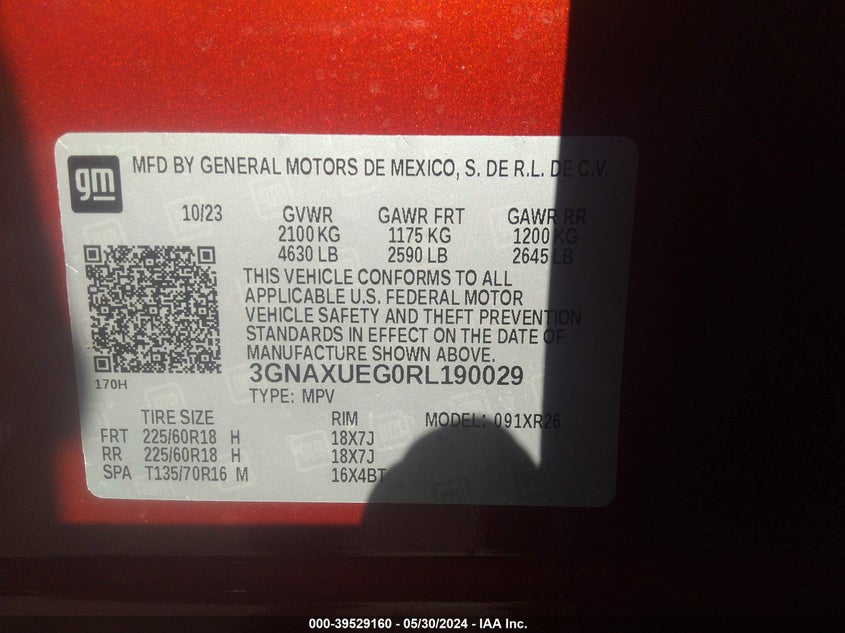 gm
MFD BY GENERAL MOTORS DE MEXICO, S. DE R.L. DE C.V.
10/23 GVWR GAWR FRT GAWR RR
2100 KG 1175 KG 1200 KG
4630 LB 2590 LB 2645 LB
THIS VEHICLE CONFORMS TO ALL
APPLICABLE U.S. FEDERAL MOTOR
VEHICLE SAFETY AND THEFT PREVENTION
STANDARDS IN EFFECT ON THE DATE OF
MANUFACTURE SHOWN ABOVE.
170H
3GNAXUEG0RL190029
TYPE: MPV
TIRE SIZE RIM MODEL: 091XR26
FRT 225/60R18 H 18X7J
RR 225/60R18 H 18X7J
SPA T135/70R16 M 16X4BT
000-39529160 - 05/30/2024 - IAA Inc.